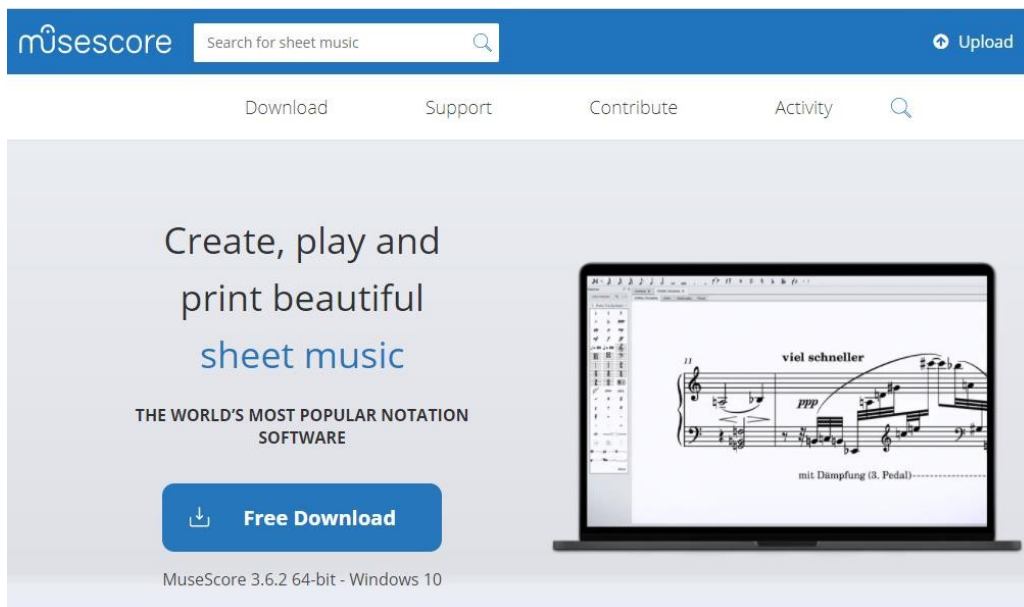 musescore
Search for sheet music
Upload
Download Support Contribute Activity
Create, play and
print beautiful
sheet music
THE WORLD'S MOST POPULAR NOTATION
SOFTWARE
Free Download
MuseScore 3.6.2 64-bit - Windows 10
11
viel schneller
ppp
mit Dämpfung (3. Pedal)